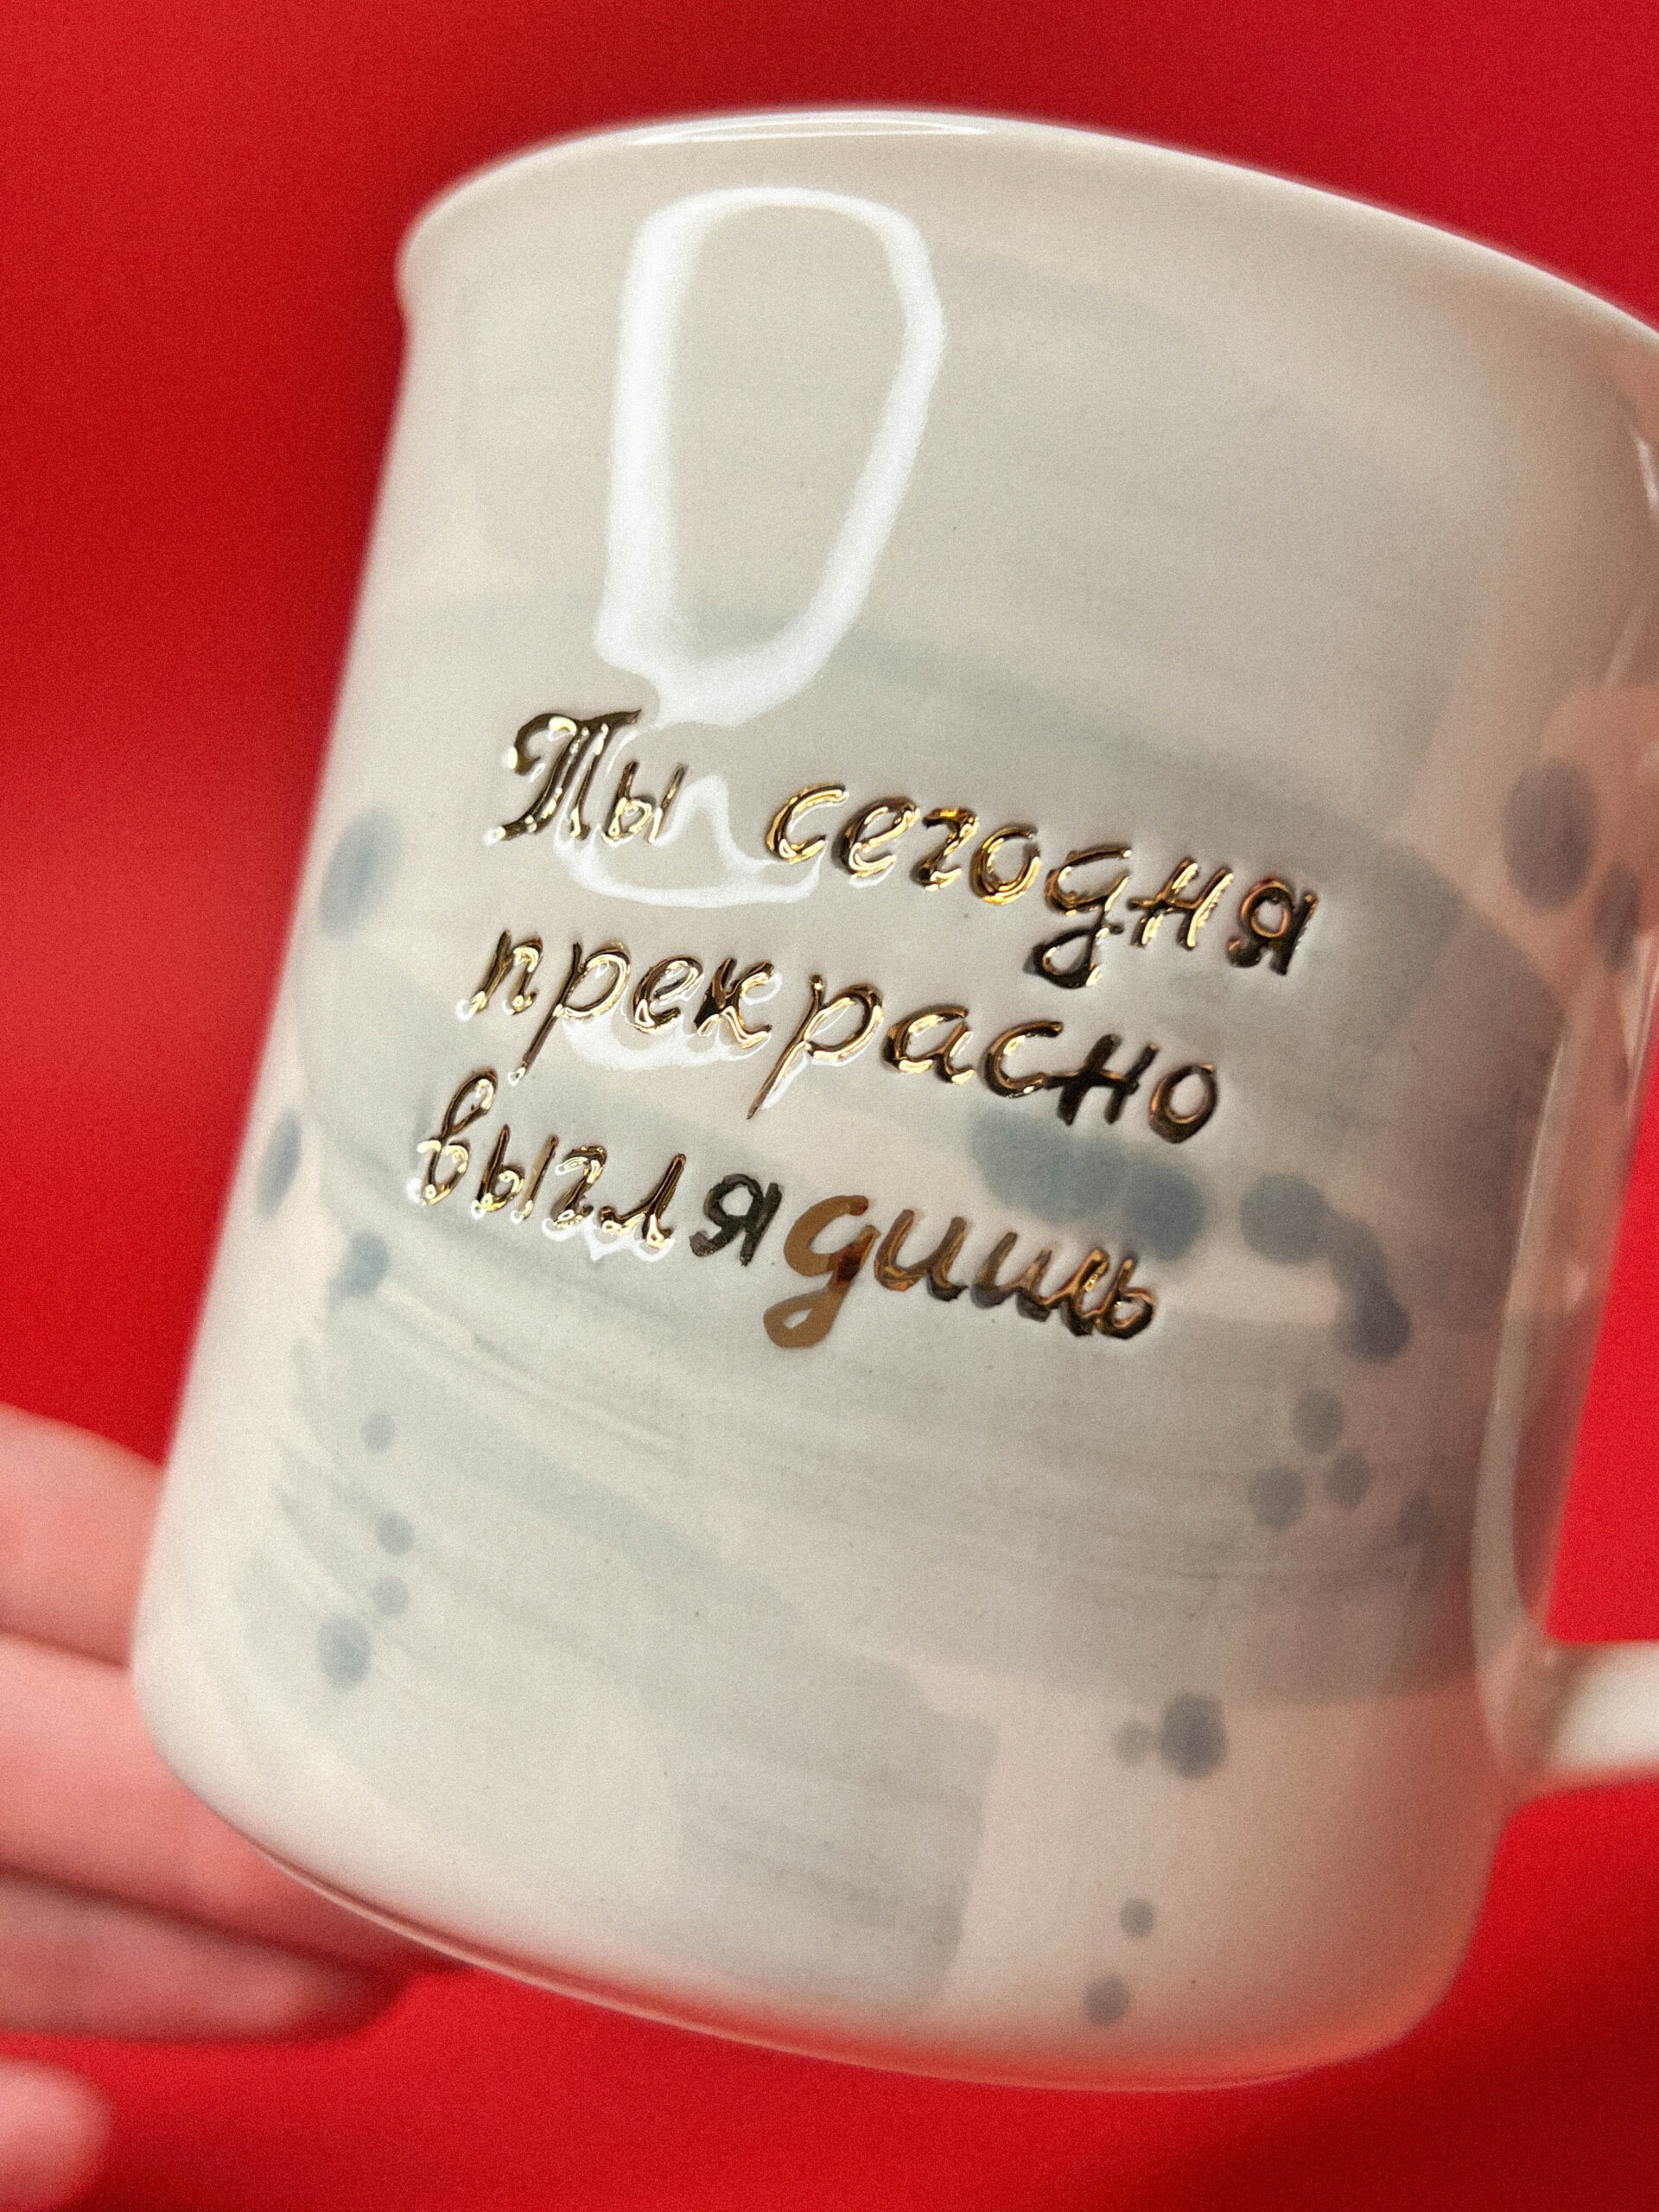 Ты сегодня
прекрасно
выглядишь